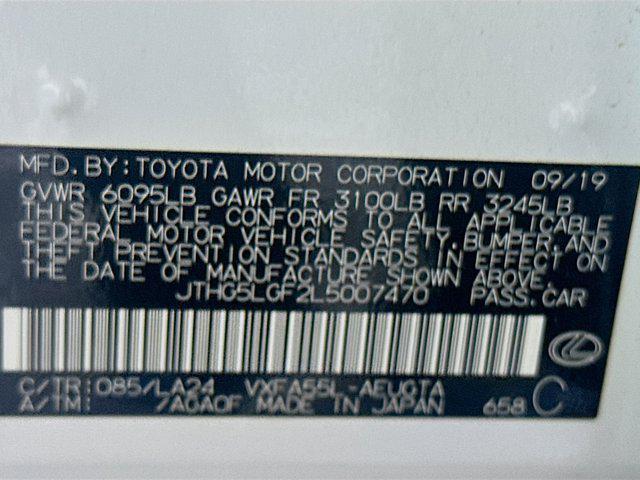 MFD. BY: TOYOTA MOTOR CORPORATION 09/19
GVWR 6095LB GAWR FR 3100LB RR 3245LB
THIS VEHICLE CONFORMS TO ALL APPLICABLE
FEDERAL MOTOR VEHICLE SAFETY, BUMPER, AND
THEFT PREVENTION STANDARDS IN EFFECT ON
THE DATE OF MANUFACTURE SHOWN ABOVE.
JTHG5LGF2L5007470 PASS. CAR
C/TR: 085/LA24 VXFA55L-AEUGTA
A/TM: /AGA0F MADE IN JAPAN 658 C